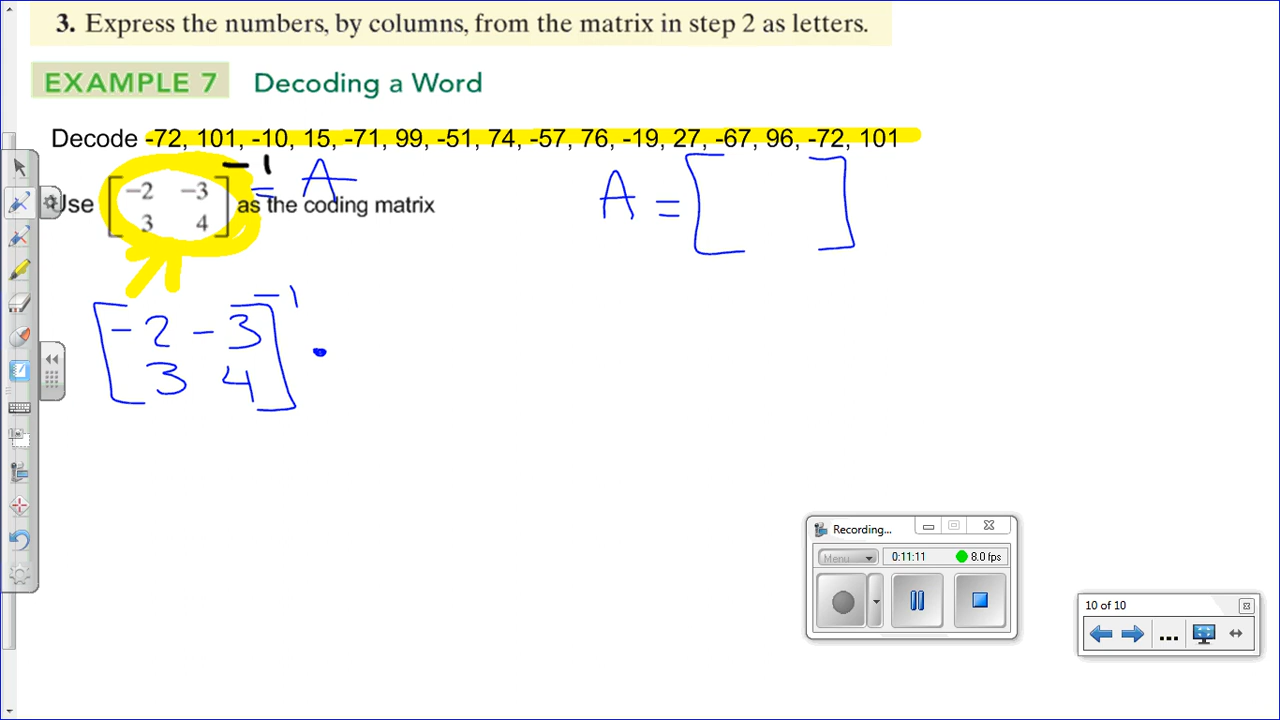 3. Express the numbers, by columns, from the matrix in step 2 as letters.
EXAMPLE 7 Decoding a Word
Decode -72, 101, -10, 15, -71, 99, -51, 74, -57, 76, -19, 27, -67, 96, -72, 101
-1
−2 −3
= A
Use as the coding matrix
3 4
A =
-1
-2 -3
3 4
Recording...
Menu
0:11:11
8.0 fps
10 of 10
...